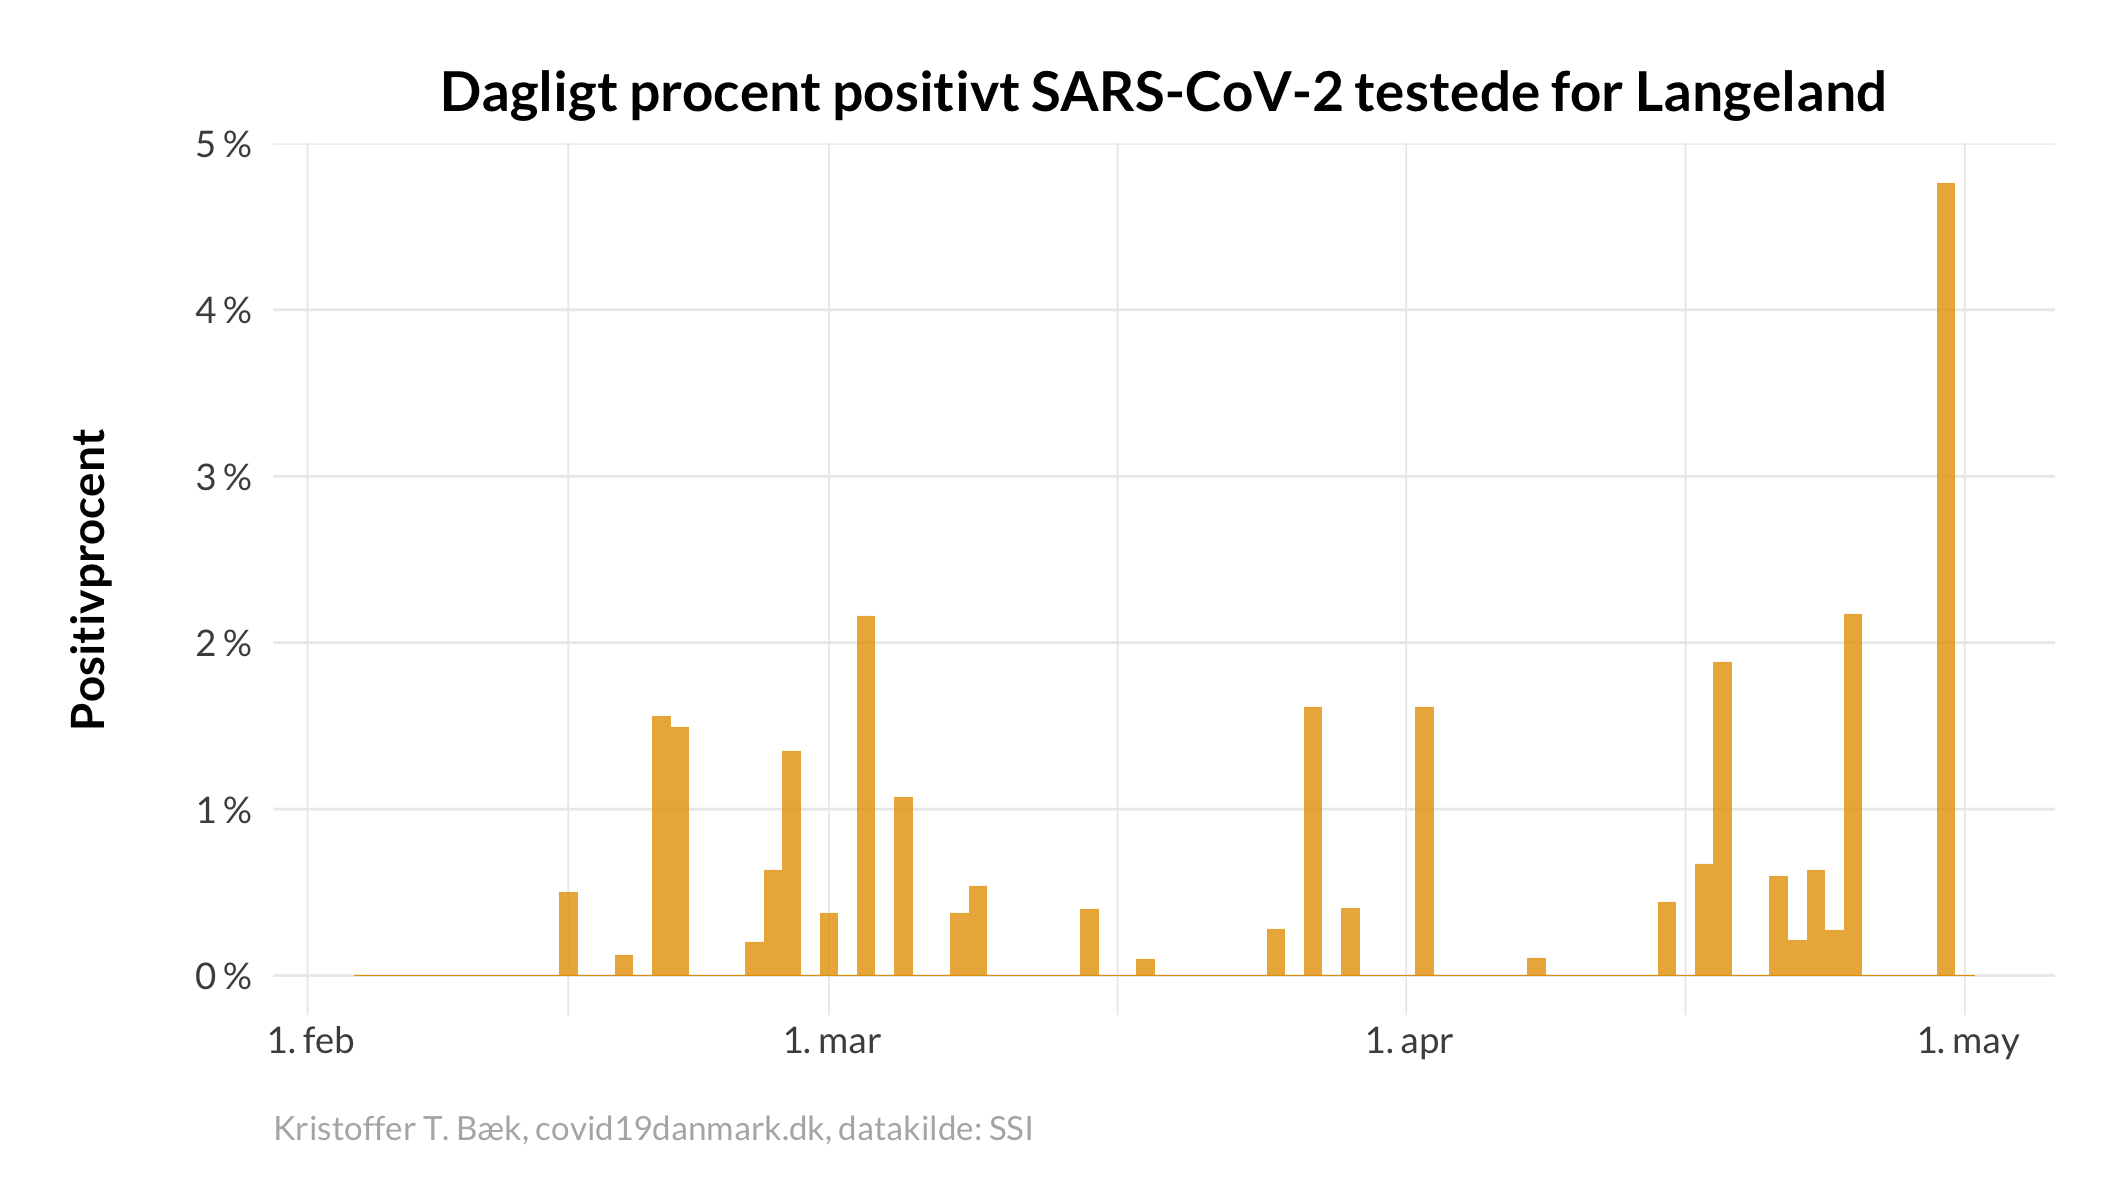 Dagligt procent positivt SARS-CoV-2 testede for Langeland
Positivprocent
5 %
4 %
3 %
2 %
1 %
0 %
1. feb
1. mar
1. apr
1. may
Kristoffer T. Bæk, covid19danmark.dk, datakilde: SSI